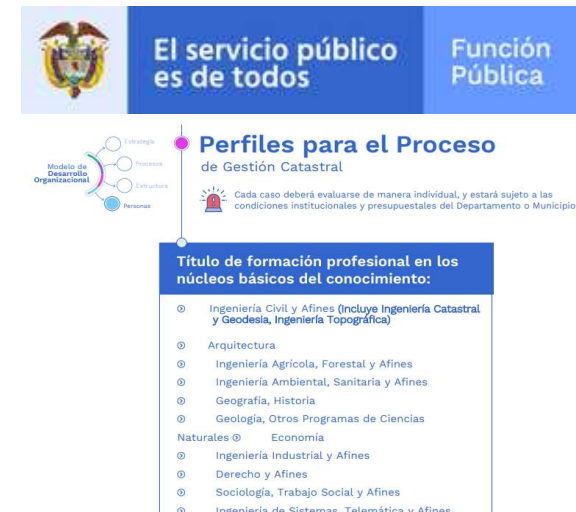 El servicio público
es de todos
Función
Pública
Estrategia
Procesos
Estructura
Personas
Modelo de
Desarrollo
Organizacional
Perfiles para el Proceso
de Gestión Catastral
Cada caso deberá evaluarse de manera individual, y estará sujeto a las
condiciones institucionales y presupuestales del Departamento o Municipio
Título de formación profesional en los
núcleos básicos del conocimiento:
Ingeniería Civil y Afines (Incluye Ingeniería Catastral
y Geodesia, Ingeniería Topográfica)
Arquitectura
Ingeniería Agrícola, Forestal y Afines
Ingeniería Ambiental, Sanitaria y Afines
Geografía, Historia
Geología, Otros Programas de Ciencias
Naturales Economía
Ingeniería Industrial y Afines
Derecho y Afines
Sociología, Trabajo Social y Afines
Ingeniería de Sistemas, Telemática y Afines